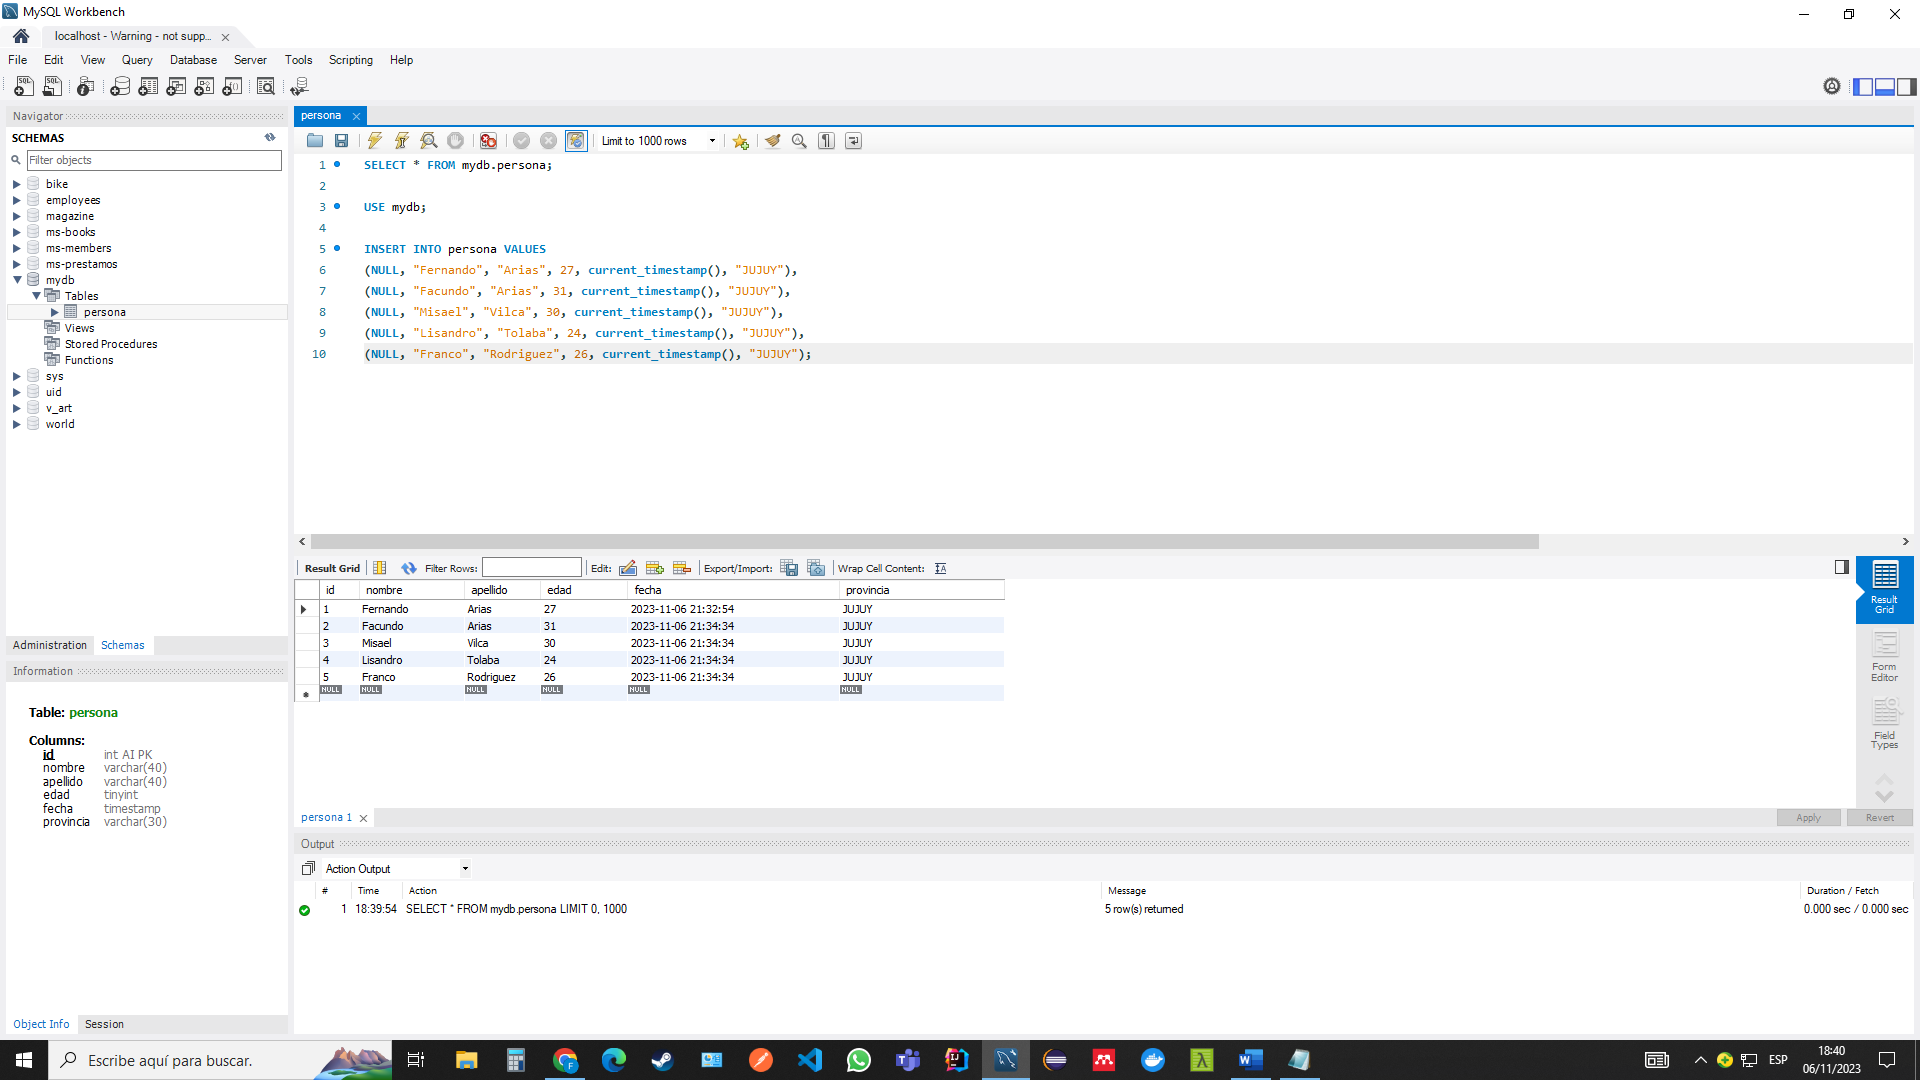 MySQL Workbench
localhost - Warning - not supp...
File Edit View Query Database Server Tools Scripting Help
Navigator
SCHEMAS
Filter objects
bike
employees
magazine
ms-books
ms-members
ms-prestamos
mydb
Tables
persona
Views
Stored Procedures
Functions
sys
uid
v_art
world
Administration Schemas
Information
Table: persona
Columns:
id int AI PK
nombre varchar(40)
apellido varchar(40)
edad tinyint
fecha timestamp
provincia varchar(30)
Object Info Session
persona
Limit to 1000 rows
1 SELECT * FROM mydb.persona;
2
3 USE mydb;
4
5 INSERT INTO persona VALUES
6 (NULL, "Fernando", "Arias", 27, current_timestamp(), "JUJUY"),
7 (NULL, "Facundo", "Arias", 31, current_timestamp(), "JUJUY"),
8 (NULL, "Misael", "Vilca", 30, current_timestamp(), "JUJUY"),
9 (NULL, "Lisandro", "Tolaba", 24, current_timestamp(), "JUJUY"),
10 (NULL, "Franco", "Rodriguez", 26, current_timestamp(), "JUJUY");
Result Grid Filter Rows: Edit: Export/Import: Wrap Cell Content:
id nombre apellido edad fecha provincia
1 Fernando Arias 27 2023-11-06 21:32:54 JUJUY
2 Facundo Arias 31 2023-11-06 21:34:34 JUJUY
3 Misael Vilca 30 2023-11-06 21:34:34 JUJUY
4 Lisandro Tolaba 24 2023-11-06 21:34:34 JUJUY
5 Franco Rodriguez 26 2023-11-06 21:34:34 JUJUY
NULL NULL NULL NULL NULL NULL
Result
Grid
Form
Editor
Field
Types
persona 1
Apply Revert
Output
Action Output
# Time Action Message Duration / Fetch
1 18:39:54 SELECT * FROM mydb.persona LIMIT 0, 1000 5 row(s) returned 0.000 sec / 0.000 sec
Escribe aquí para buscar.
ESP
18:40
06/11/2023